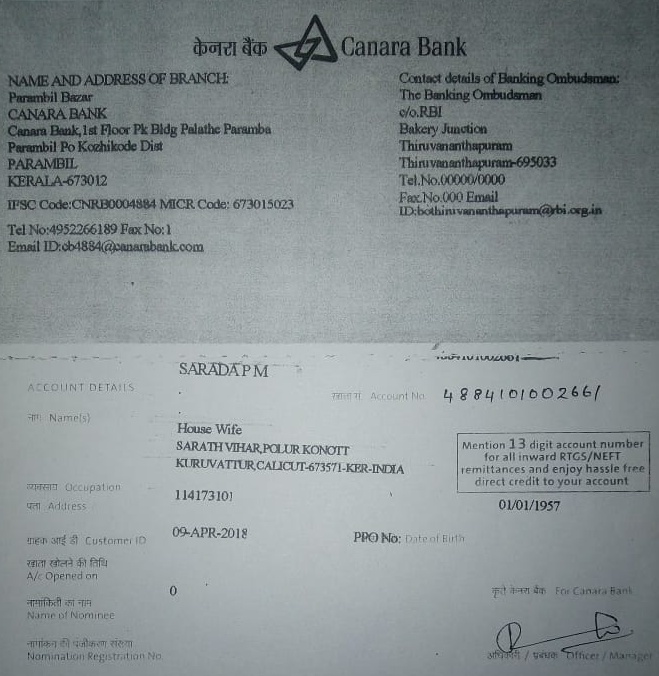 केनरा बैंक Canara Bank
NAME AND ADDRESS OF BRANCH:
Parambil Bazar
CANARA BANK
Canara Bank,1st Floor Pk Bldg Palathe Paramba
Parambil Po Kozhikode Dist
PARAMBIL
KERALA-673012
IFSC Code:CNRB0004884 MICR Code: 673015023
Tel No:4952266189 Fax No:1
Email ID:cb4884@canarabank.com
Contact details of Banking Ombudsman:
The Banking Ombudsman
c/o.RBI
Bakery Junction
Thiruvananthapuram
Thiruvananthapuram-695033
Tel.No.00000/0000
Fax.No.000 Email
ID:bothiruvananthapuram@rbi.org.in
SARADA P M
ACCOUNT DETAILS
खाता सं Account No. 4884101002661
नाम Name(s)
House Wife
SARATH VIHAR,POLUR KONOTT
KURUVATTUR,CALICUT-673571-KER-INDIA
Mention 13 digit account number
for all inward RTGS/NEFT
remittances and enjoy hassle free
direct credit to your account
व्यवसाय Occupation
114173101
पता Address
01/01/1957
09-APR-2018
ग्राहक आई डी Customer ID
PPO No: Date of Birth
खाता खोलने की तिथि
A/c Opened on
0
कृते केनरा बैंक For Canara Bank
नामांकिती का नाम
Name of Nominee
नामांकन की पंजीकरण संख्या
Nomination Registration No.
अधिकारी / प्रबंधक Officer / Manager